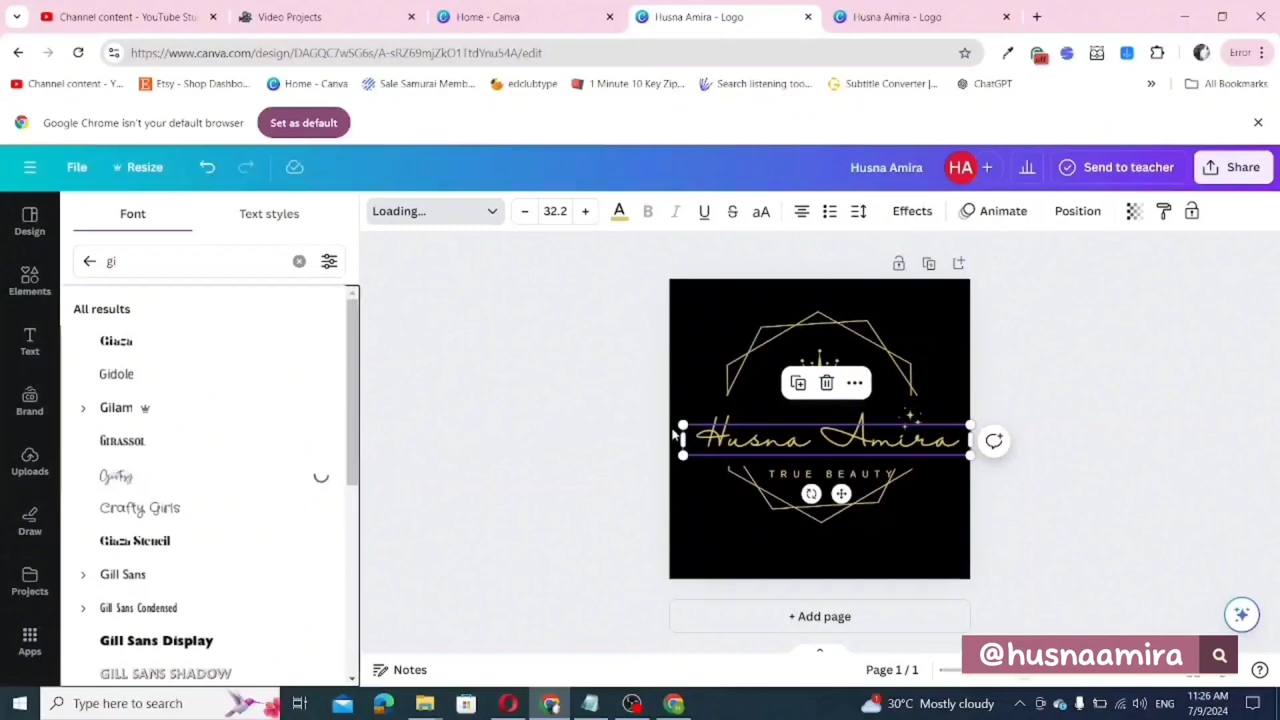 Channel content - YouTube Stu
Video Projects
Home - Canva
Husna Amira - Logo
Husna Amira - Logo
https://www.canva.com/design/DAGQC7wSG6s/A-sRZ69mjZkO1TtdYnu54A/edit
Error
Channel content - Y...
Etsy - Shop Dashbo...
Home - Canva
Sale Samurai Memb...
edclubtype
1 Minute 10 Key Zip...
Search listening too...
Subtitle Converter |...
ChatGPT
»
All Bookmarks
Google Chrome isn't your default browser
Set as default
File
Resize
Husna Amira
HA
Send to teacher
Share
Font
Text styles
Loading...
32.2
A
B
I
U
S
aA
Effects
Animate
Position
Design
Elements
Text
Brand
Uploads
Draw
Projects
Apps
gi
All results
Giaza
Gidole
Gilam
Girassol
Crafty Girls
Giaza Stencil
Gill Sans
Gill Sans Condensed
Gill Sans Display
GILL SANS SHADOW
Husna Amira
TRUE BEAUTY
+ Add page
@husnaamira
Notes
Page 1 / 1
Type here to search
30°C Mostly cloudy
ENG
11:26 AM
7/9/2024